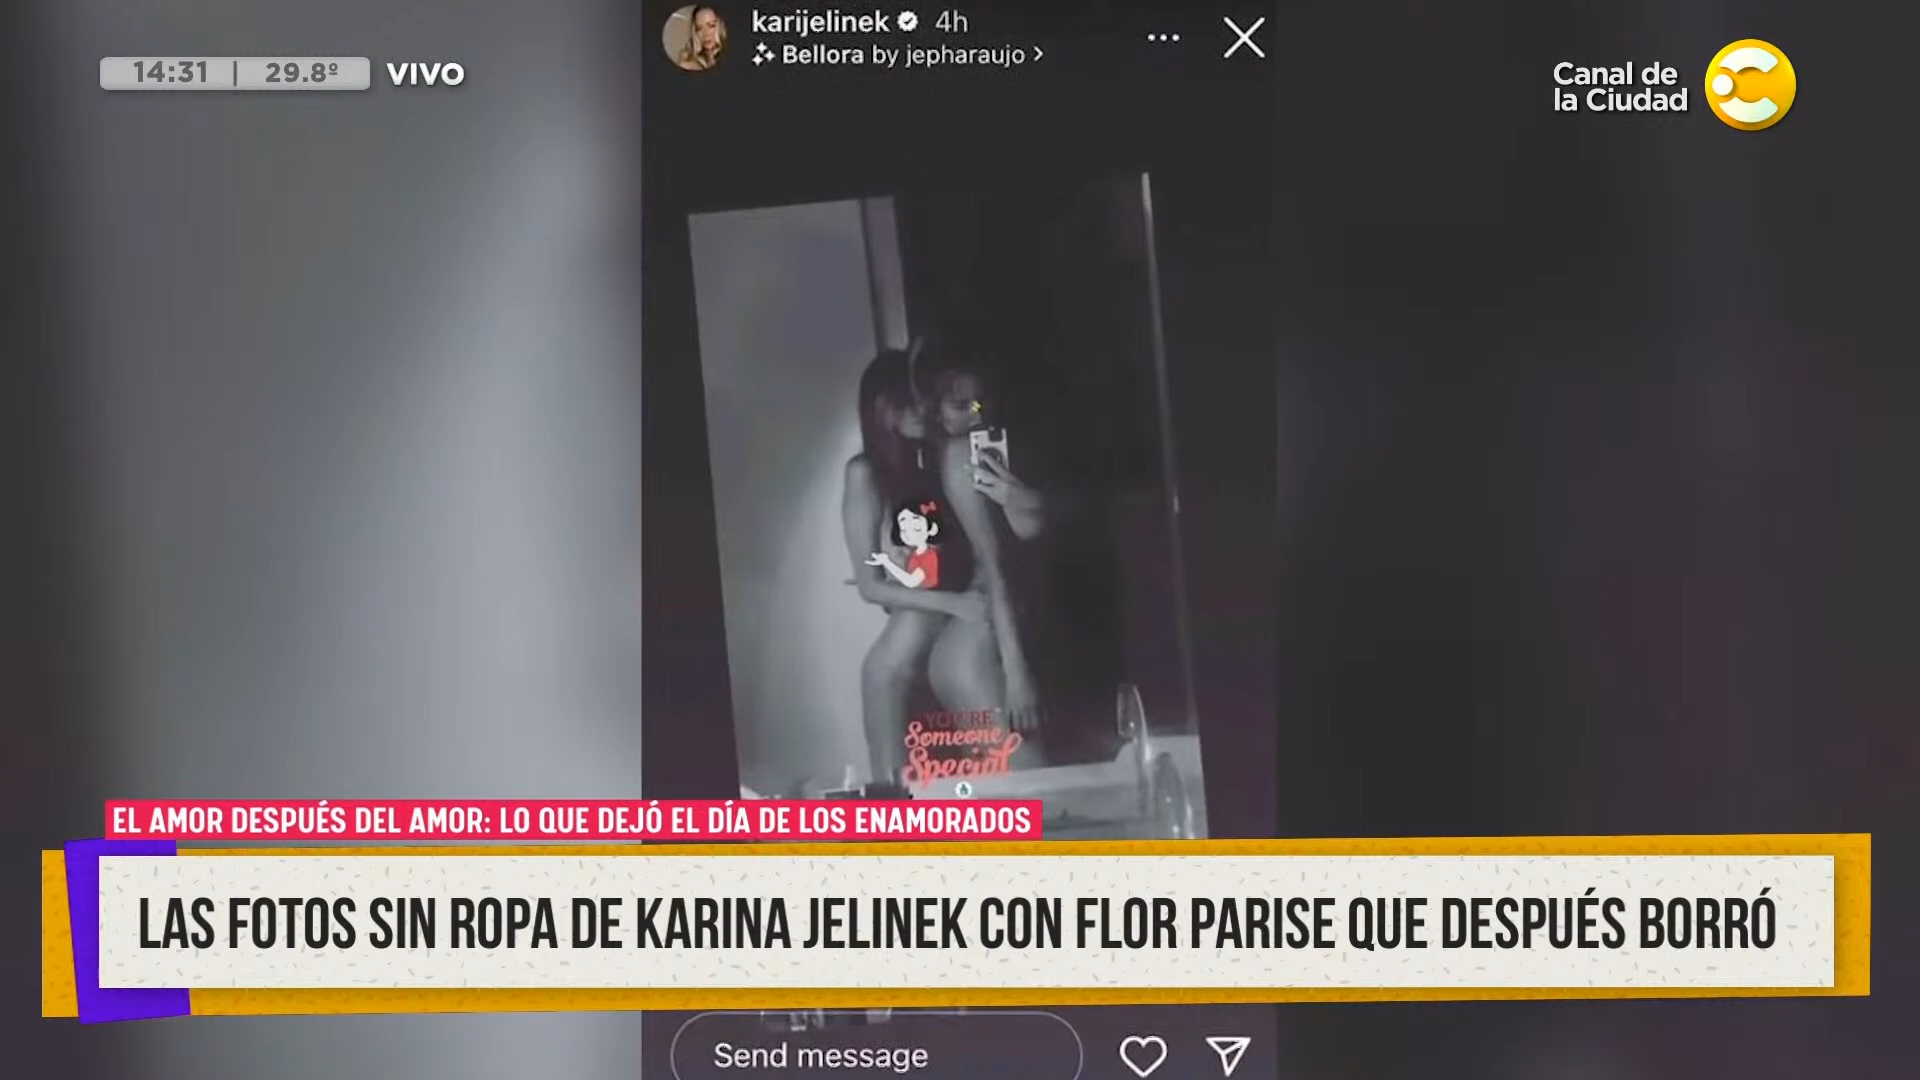 karijelinek 4h
Bellora by jepharaujo >
14:31 | 29.8º VIVO
Canal de
la Ciudad
YOU'RE
Someone
Special
EL AMOR DESPUÉS DEL AMOR: LO QUE DEJÓ EL DÍA DE LOS ENAMORADOS
LAS FOTOS SIN ROPA DE KARINA JELINEK CON FLOR PARISE QUE DESPUÉS BORRÓ
Send message